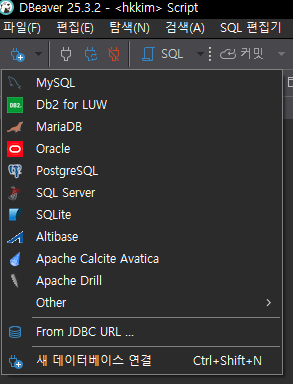 DBeaver 25.3.2 - <hkkim> Script
파일(F) 편집(E) 탐색(N) 검색(A) SQL 편집기
SQL 커밋
MySQL
DB2. Db2 for LUW
MariaDB
Oracle
PostgreSQL
SQL Server
SQLite
Altibase
Apache Calcite Avatica
Apache Drill
Other
From JDBC URL ...
새 데이터베이스 연결 Ctrl+Shift+N